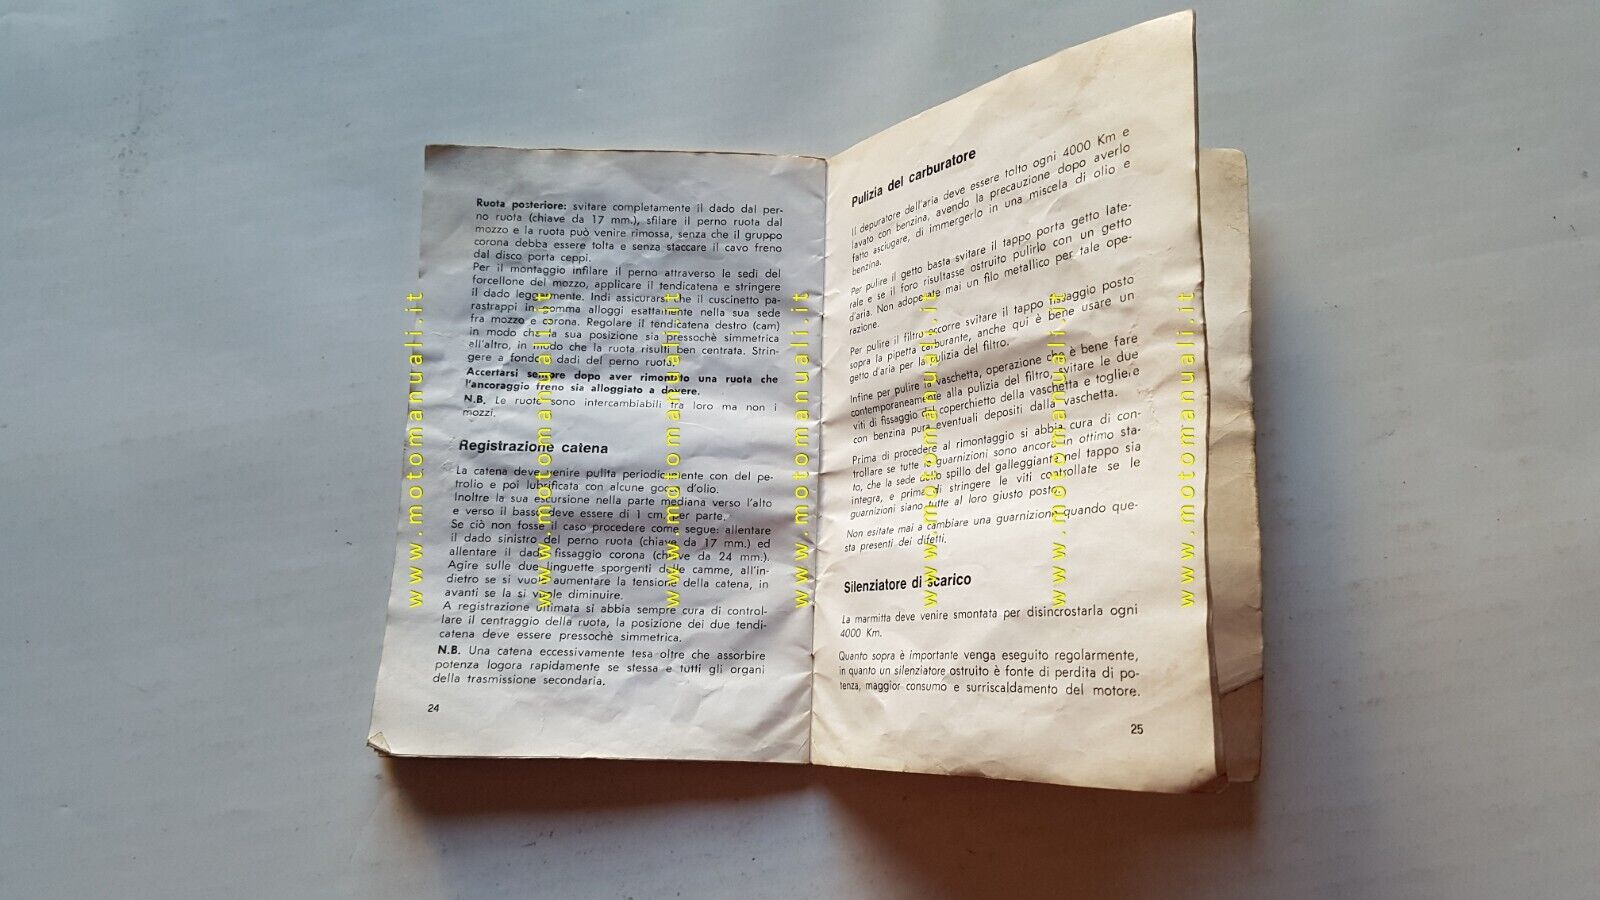 Ruota posteriore: svitare completamente il dado dal per-
no ruota (chiave da 17 mm.), sfilare il perno ruota dal
mozzo e la ruota può venire rimossa, senza che il gruppo
corona debba essere tolta e senza staccare il cavo freno
dal disco porta ceppi.
Per il montaggio infilare il perno attraverso le sedi del
forcellone del mozzo, applicare il tendicatena e stringere
il dado leggermente. Indi assicurarsi che il cuscinetto pa-
rastrappi in gomma alloggi esattamente nella sua sede
fra mozzo e corona. Regolare il tendicatena destro (cam)
in modo che la sua posizione sia pressochè simmetrica
all'altro, in modo che la ruota risulti ben centrata. Strin-
gere a fondo i dadi del perno ruota.
Accertarsi sempre dopo aver rimontato una ruota che
l'ancoraggio freno sia alloggiato a dovere.
N.B. Le ruote sono intercambiabili tra loro ma non i
mozzi.
Registrazione catena
La catena deve venire pulita periodicamente con del pe-
trolio e poi lubrificata con alcune gocce d'olio.
Inoltre la sua escursione nella parte mediana verso l'alto
e verso il basso deve essere di 1 cm. per parte.
Se ciò non fosse il caso procedere come segue: allentare
il dado sinistro del perno ruota (chiave da 17 mm.) ed
allentare il dado fissaggio corona (chiave da 24 mm.).
Agire sulle due linguette sporgenti delle camme, all'in-
dietro se si vuole aumentare la tensione della catena, in
avanti se la si vuole diminuire.
A registrazione ultimata si abbia sempre cura di control-
lare il centraggio della ruota, la posizione dei due tendi-
catena deve essere pressochè simmetrica.
N.B. Una catena eccessivamente tesa oltre che assorbire
potenza logora rapidamente se stessa e tutti gli organi
della trasmissione secondaria.
24
Pulizia del carburatore
Il depuratore dell'aria deve essere tolto ogni 4000 Km e
lavato con benzina, avendo la precauzione dopo averlo
fatto asciugare, di immergerlo in una miscela di olio e
benzina.
Per pulire il getto basta svitare il tappo porta getto late-
rale e se il foro risultasse ostruito pulirlo con un getto
d'aria. Non adoperate mai un filo metallico per tale ope-
razione.
Per pulire il filtro occorre svitare il tappo fissaggio posto
sopra la pipetta carburante, anche qui è bene usare un
getto d'aria per la pulizia del filtro.
Infine per pulire la vaschetta, operazione che è bene fare
contemporaneamente alla pulizia del filtro, svitare le due
viti di fissaggio del coperchietto della vaschetta e togliere
con benzina pura eventuali depositi dalla vaschetta.
Prima di procedere al rimontaggio si abbia cura di con-
trollare se tutte le guarnizioni sono ancora in ottimo sta-
to, che la sede dello spillo del galleggiante nel tappo sia
integra, e prima di stringere le viti controllate se le
guarnizioni siano tutte al loro giusto posto.
Non esitate mai a cambiare una guarnizione quando que-
sta presenti dei difetti.
Silenziatore di scarico
La marmitta deve venire smontata per disincrostarla ogni
4000 Km.
Quanto sopra è importante venga eseguito regolarmente,
in quanto un silenziatore ostruito è fonte di perdita di po-
tenza, maggior consumo e surriscaldamento del motore.
25
www.motomanuali.it
www.motomanuali.it
www.motomanuali.it
www.motomanuali.it
www.motomanuali.it
www.motomanuali.it
www.motomanuali.it